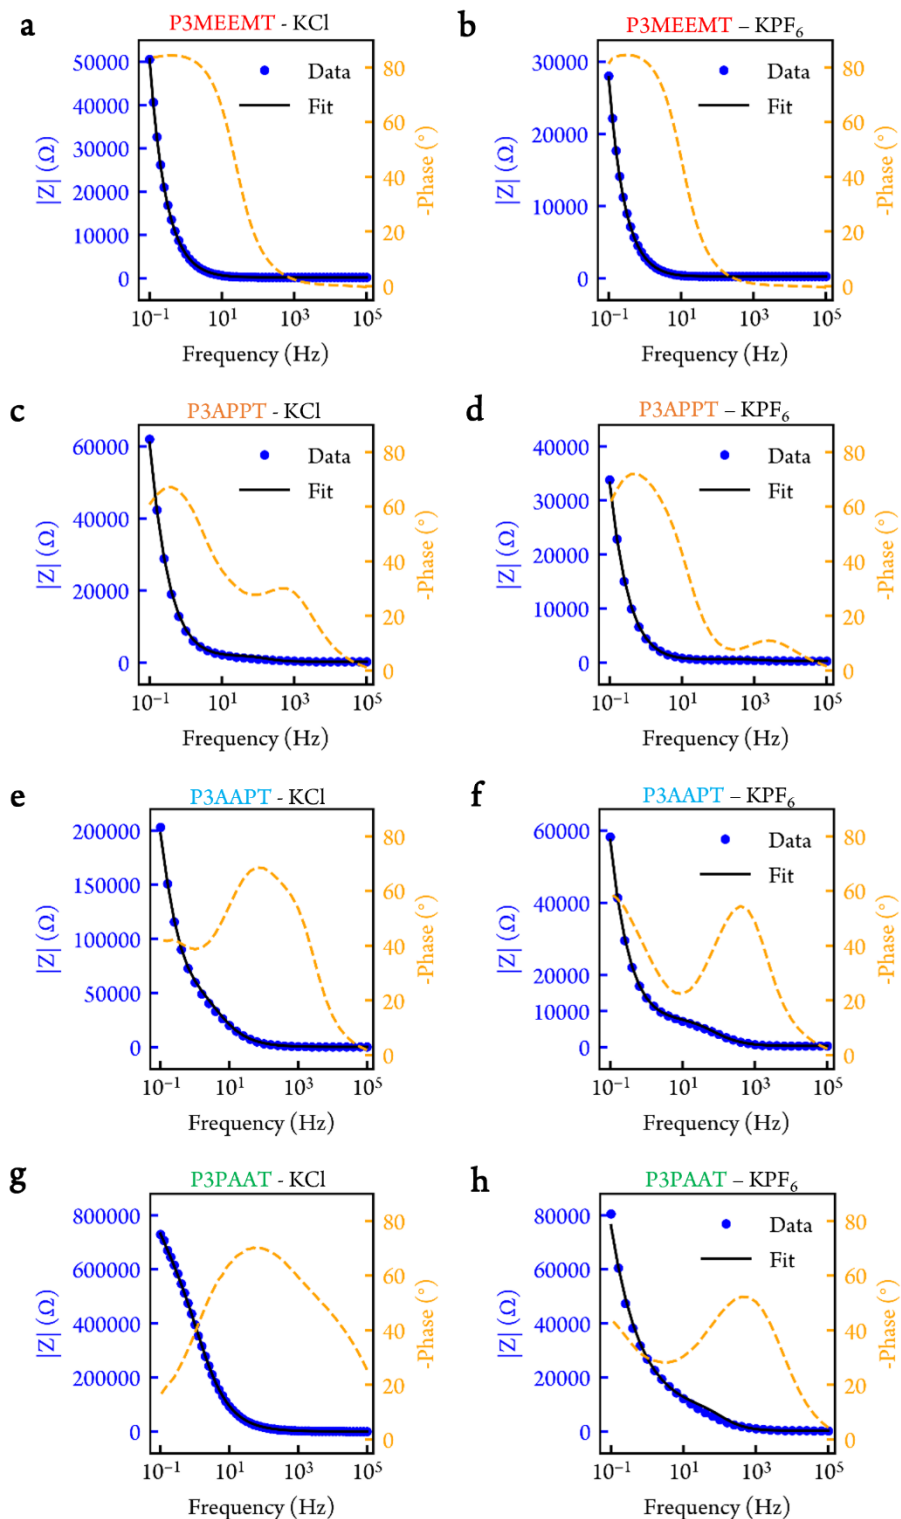 a
P3MEEMT - KCl
50000
40000
30000
20000
10000
0
|Z| (Ω)
80
60
40
20
0
-Phase (°)
Data
Fit
10⁻¹ 10¹ 10³ 10⁵
Frequency (Hz)
b
P3MEEMT – KPF₆
30000
20000
10000
0
|Z| (Ω)
80
60
40
20
0
-Phase (°)
Data
Fit
10⁻¹ 10¹ 10³ 10⁵
Frequency (Hz)
c
P3APPT - KCl
60000
40000
20000
0
|Z| (Ω)
80
60
40
20
0
-Phase (°)
Data
Fit
10⁻¹ 10¹ 10³ 10⁵
Frequency (Hz)
d
P3APPT – KPF₆
40000
30000
20000
10000
0
|Z| (Ω)
80
60
40
20
0
-Phase (°)
Data
Fit
10⁻¹ 10¹ 10³ 10⁵
Frequency (Hz)
e
P3AAPT - KCl
200000
150000
100000
50000
0
|Z| (Ω)
80
60
40
20
0
-Phase (°)
10⁻¹ 10¹ 10³ 10⁵
Frequency (Hz)
f
P3AAPT – KPF₆
60000
40000
20000
0
|Z| (Ω)
80
60
40
20
0
-Phase (°)
Data
Fit
10⁻¹ 10¹ 10³ 10⁵
Frequency (Hz)
g
P3PAAT - KCl
800000
600000
400000
200000
0
|Z| (Ω)
80
60
40
20
0
-Phase (°)
10⁻¹ 10¹ 10³ 10⁵
Frequency (Hz)
h
P3PAAT – KPF₆
80000
60000
40000
20000
0
|Z| (Ω)
80
60
40
20
0
-Phase (°)
Data
Fit
10⁻¹ 10¹ 10³ 10⁵
Frequency (Hz)